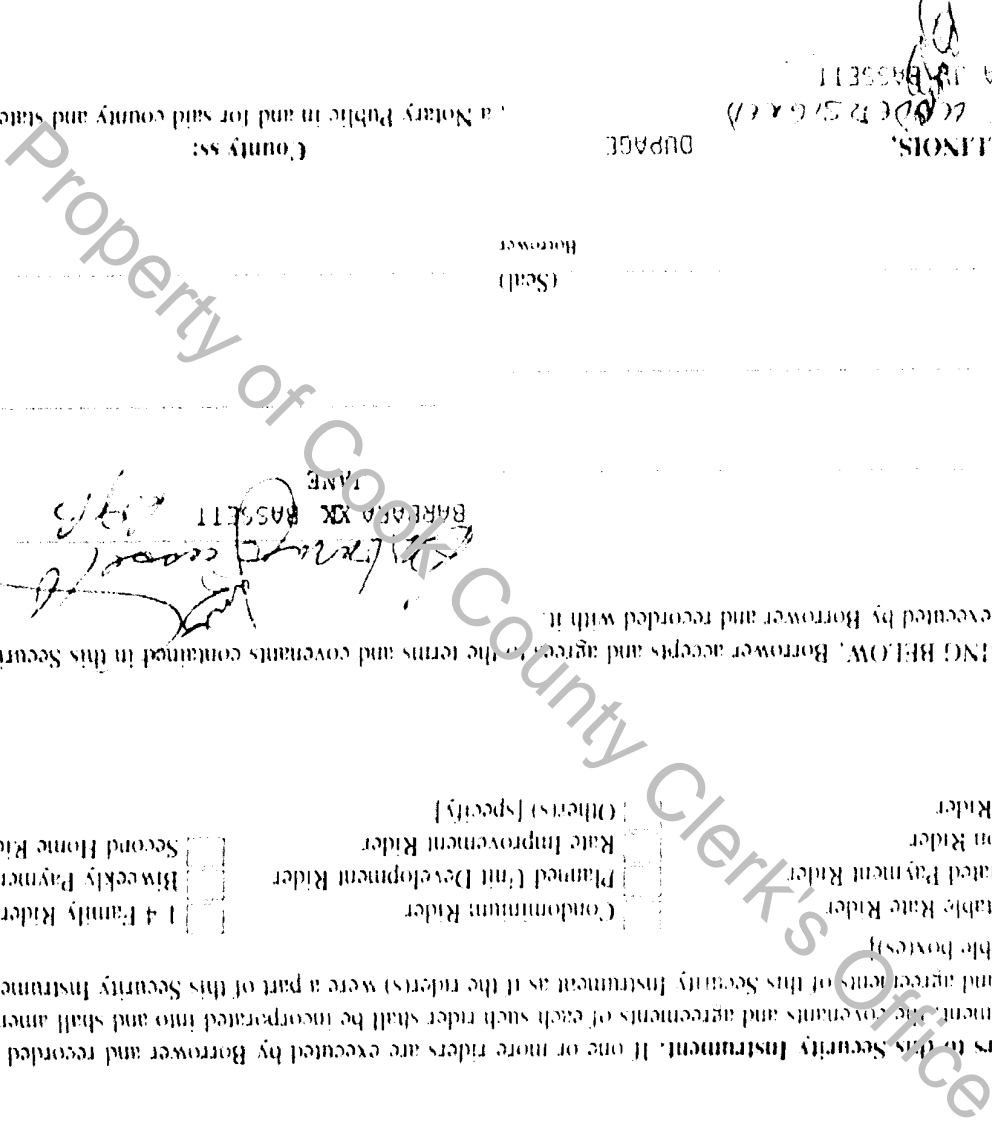 rs to this Security Instrument. If one or more riders are executed by Borrower and recorded
ment, the covenants and agreements of each such rider shall be incorporated into and shall amen
and agreements of this Security Instrument as if the rider(s) were a part of this Security Instrume
ble box(es)]
table Rate Rider
Condominium Rider
1 4 Family Rider
ated Payment Rider
Planned Unit Development Rider
Biweekly Paymen
on Rider
Rate Improvement Rider
Second Home Rid
Rider
Other(s) [specify]
ING BELOW, Borrower accepts and agrees to the terms and covenants contained in this Securi
executed by Borrower and recorded with it.
BARBARA XX BASSETT
JANE
(Seal)
Borrower
LLINOIS,
DUPAGE
County ss:
, a Notary Public in and for said county and state
BASSETT
Property of Cook County Clerk's Office